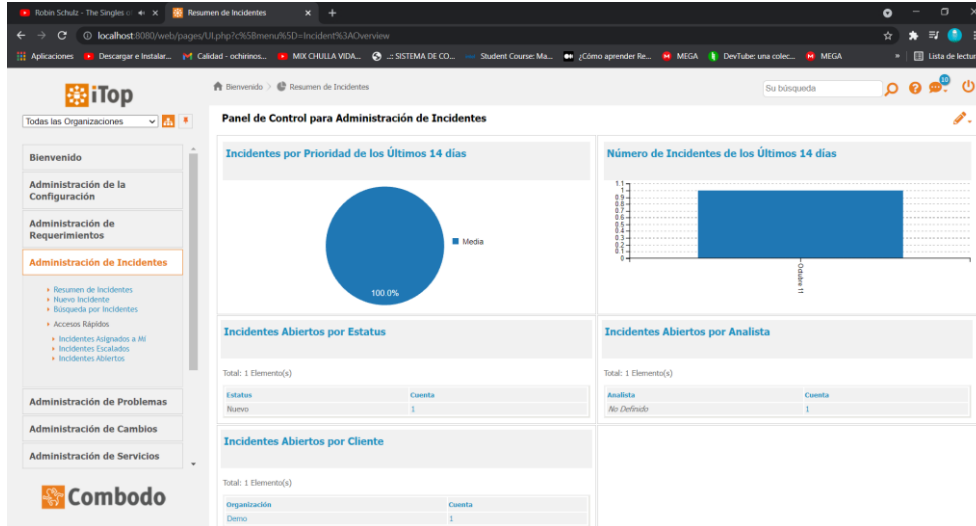 Robin Schulz - The Singles of
Resumen de Incidentes
localhost:8080/web/pages/UI.php?c%5Bmenu%5D=Incident%3AOverview
Aplicaciones
Descargar e Instalar...
Calidad - ochirinos...
MIX CHULLA VIDA...
..:: SISTEMA DE CO...
Student Course: Ma...
¿Cómo aprender Re...
MEGA
DevTube: una colec...
MEGA
»
Lista de lectur
iTop
Bienvenido > Resumen de Incidentes
Su búsqueda
10
Todas las Organizaciones
Panel de Control para Administración de Incidentes
Bienvenido
Administración de la
Configuración
Administración de
Requerimientos
Administración de Incidentes
Resumen de Incidentes
Nuevo Incidente
Búsqueda por Incidentes
Accesos Rápidos
Incidentes Asignados a Mí
Incidentes Escalados
Incidentes Abiertos
Administración de Problemas
Administración de Cambios
Administración de Servicios
Combodo
Incidentes por Prioridad de los Últimos 14 días
Media
100.0%
Número de Incidentes de los Últimos 14 días
1.1
1
0.9
0.8
0.7
0.6
0.5
0.4
0.3
0.2
0.1
0
Octubre 11
Incidentes Abiertos por Estatus
Total: 1 Elemento(s)
Estatus Cuenta
Nuevo 1
Incidentes Abiertos por Analista
Total: 1 Elemento(s)
Analista Cuenta
No Definido 1
Incidentes Abiertos por Cliente
Total: 1 Elemento(s)
Organización Cuenta
Demo 1